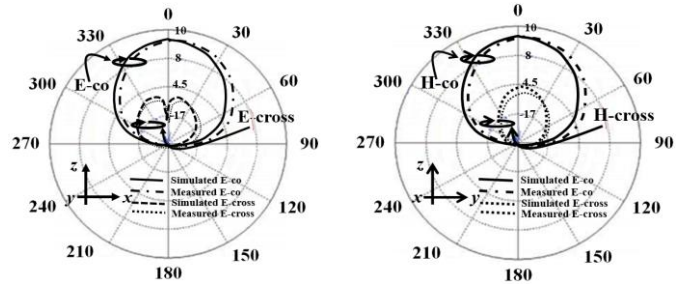 0
330
10
30
8
300
E-co
4.5
60
-17
E-cross
270
90
z
y
x
Simulated E-co
Measured E-co
Simulated E-cross
Measured E-cross
240
120
210
150
180
0
330
10
30
8
300
H-co
4.5
60
-17
H-cross
270
90
z
x
y
Simulated E-co
Measured E-co
Simulated E-cross
Measured E-cross
240
120
210
150
180